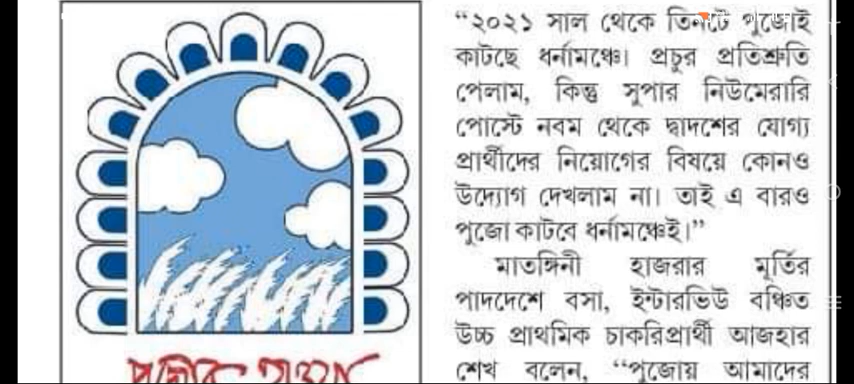 “২০২১ সাল থেকে তিনটে পুজোই
কাটছে ধর্নামঞ্চে। প্রচুর প্রতিশ্রুতি
পেলাম, কিন্তু সুপার নিউমেরারি
পোস্টে নবম থেকে দ্বাদশের যোগ্য
প্রার্থীদের নিয়োগের বিষয়ে কোনও
উদ্যোগ দেখলাম না। তাই এ বারও
পুজো কাটবে ধর্নামঞ্চেই।”
মাতঙ্গিনী হাজরার মূর্তির
পাদদেশে বসা, ইন্টারভিউ বঞ্চিত
উচ্চ প্রাথমিক চাকরিপ্রার্থী আজহার
শেখ বলেন, “পুজোয় আমাদের